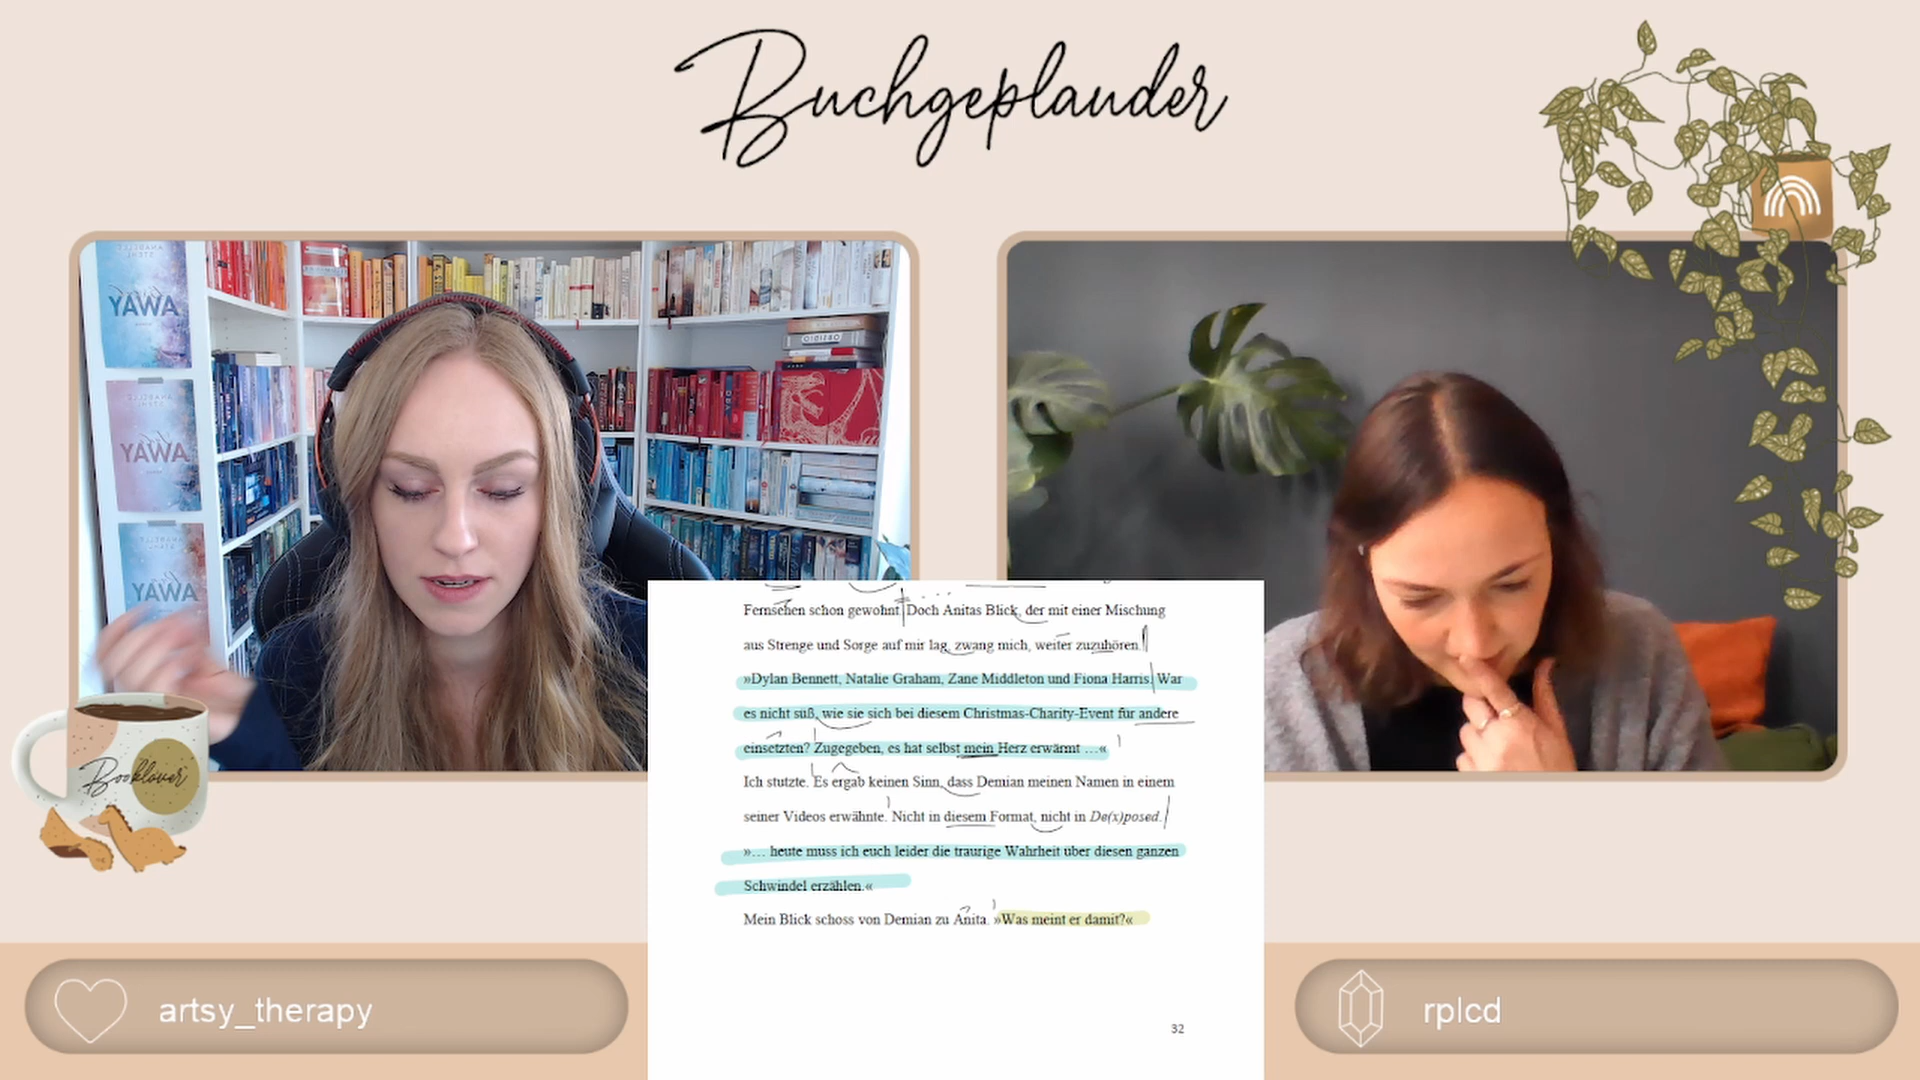 Buchgeplauder
YAWA
YAWA
YAWA
OBSIDIO
Fernsehen schon gewohnt. Doch Anitas Blick, der mit einer Mischung
aus Strenge und Sorge auf mir lag, zwang mich, weiter zuzuhören.
»Dylan Bennett, Natalie Graham, Zane Middleton und Fiona Harris. War
es nicht süß, wie sie sich bei diesem Christmas-Charity-Event für andere
einsetzten? Zugegeben, es hat selbst mein Herz erwärmt …«
Ich stutzte. Es ergab keinen Sinn, dass Demian meinen Namen in einem
seiner Videos erwähnte. Nicht in diesem Format, nicht in De(x)posed.
»… heute muss ich euch leider die traurige Wahrheit über diesen ganzen
Schwindel erzählen.«
Mein Blick schoss von Demian zu Anita. »Was meint er damit?«
32
Booklover
artsy_therapy
rplcd